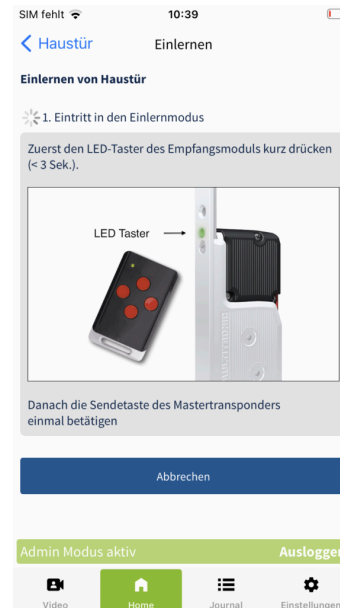 SIM fehlt 10:39
Haustür Einlernen
Einlernen von Haustür
1. Eintritt in den Einlernmodus
Zuerst den LED-Taster des Empfangsmoduls kurz drücken
(< 3 Sek.).
LED Taster
Danach die Sendetaste des Mastertransponders
einmal betätigen
Abbrechen
Admin Modus aktiv Ausloggen
Video Home Journal Einstellungen